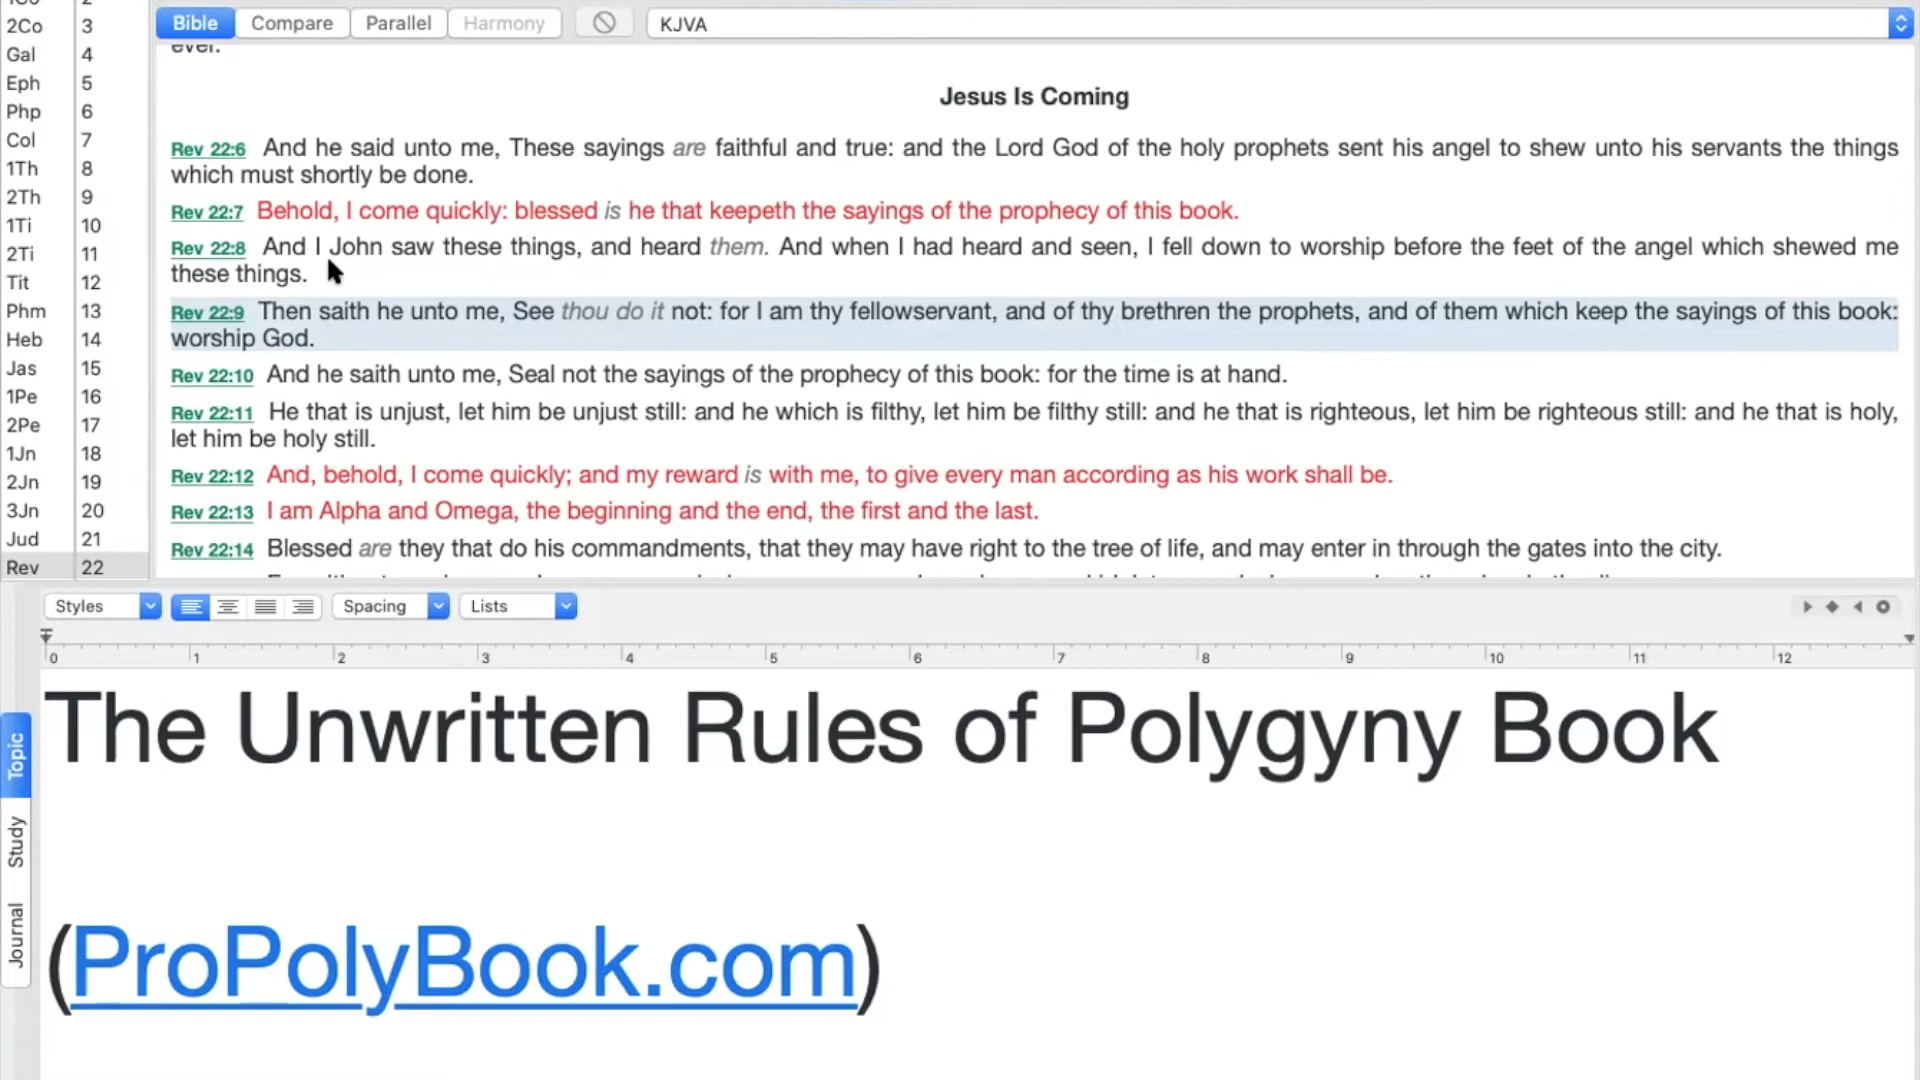 2
2Co 3
Gal 4
Eph 5
Php 6
Col 7
1Th 8
2Th 9
1Ti 10
2Ti 11
Tit 12
Phm 13
Heb 14
Jas 15
1Pe 16
2Pe 17
1Jn 18
2Jn 19
3Jn 20
Jud 21
Rev 22
Bible Compare Parallel Harmony KJVA
ever.
Jesus Is Coming
Rev 22:6 And he said unto me, These sayings are faithful and true: and the Lord God of the holy prophets sent his angel to shew unto his servants the things
which must shortly be done.
Rev 22:7 Behold, I come quickly: blessed is he that keepeth the sayings of the prophecy of this book.
Rev 22:8 And I John saw these things, and heard them. And when I had heard and seen, I fell down to worship before the feet of the angel which shewed me
these things.
Rev 22:9 Then saith he unto me, See thou do it not: for I am thy fellowservant, and of thy brethren the prophets, and of them which keep the sayings of this book:
worship God.
Rev 22:10 And he saith unto me, Seal not the sayings of the prophecy of this book: for the time is at hand.
Rev 22:11 He that is unjust, let him be unjust still: and he which is filthy, let him be filthy still: and he that is righteous, let him be righteous still: and he that is holy,
let him be holy still.
Rev 22:12 And, behold, I come quickly; and my reward is with me, to give every man according as his work shall be.
Rev 22:13 I am Alpha and Omega, the beginning and the end, the first and the last.
Rev 22:14 Blessed are they that do his commandments, that they may have right to the tree of life, and may enter in through the gates into the city.
Styles Spacing Lists
0 1 2 3 4 5 6 7 8 9 10 11 12
Topic
Study
Journal
The Unwritten Rules of Polygyny Book
(ProPolyBook.com)